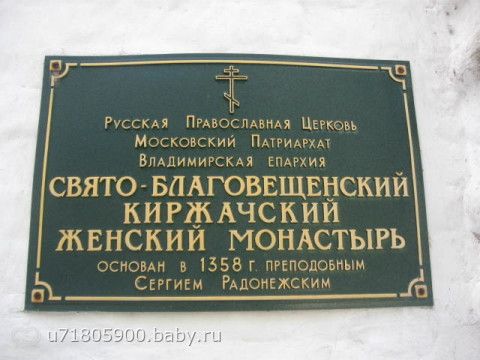 Русская Православная Церковь
Московский Патриархат
Владимирская епархия
СВЯТО-БЛАГОВЕЩЕНСКИЙ
КИРЖАЧСКИЙ
ЖЕНСКИЙ МОНАСТЫРЬ
основан в 1358 г. преподобным
Сергием Радонежским
u71805900.baby.ru